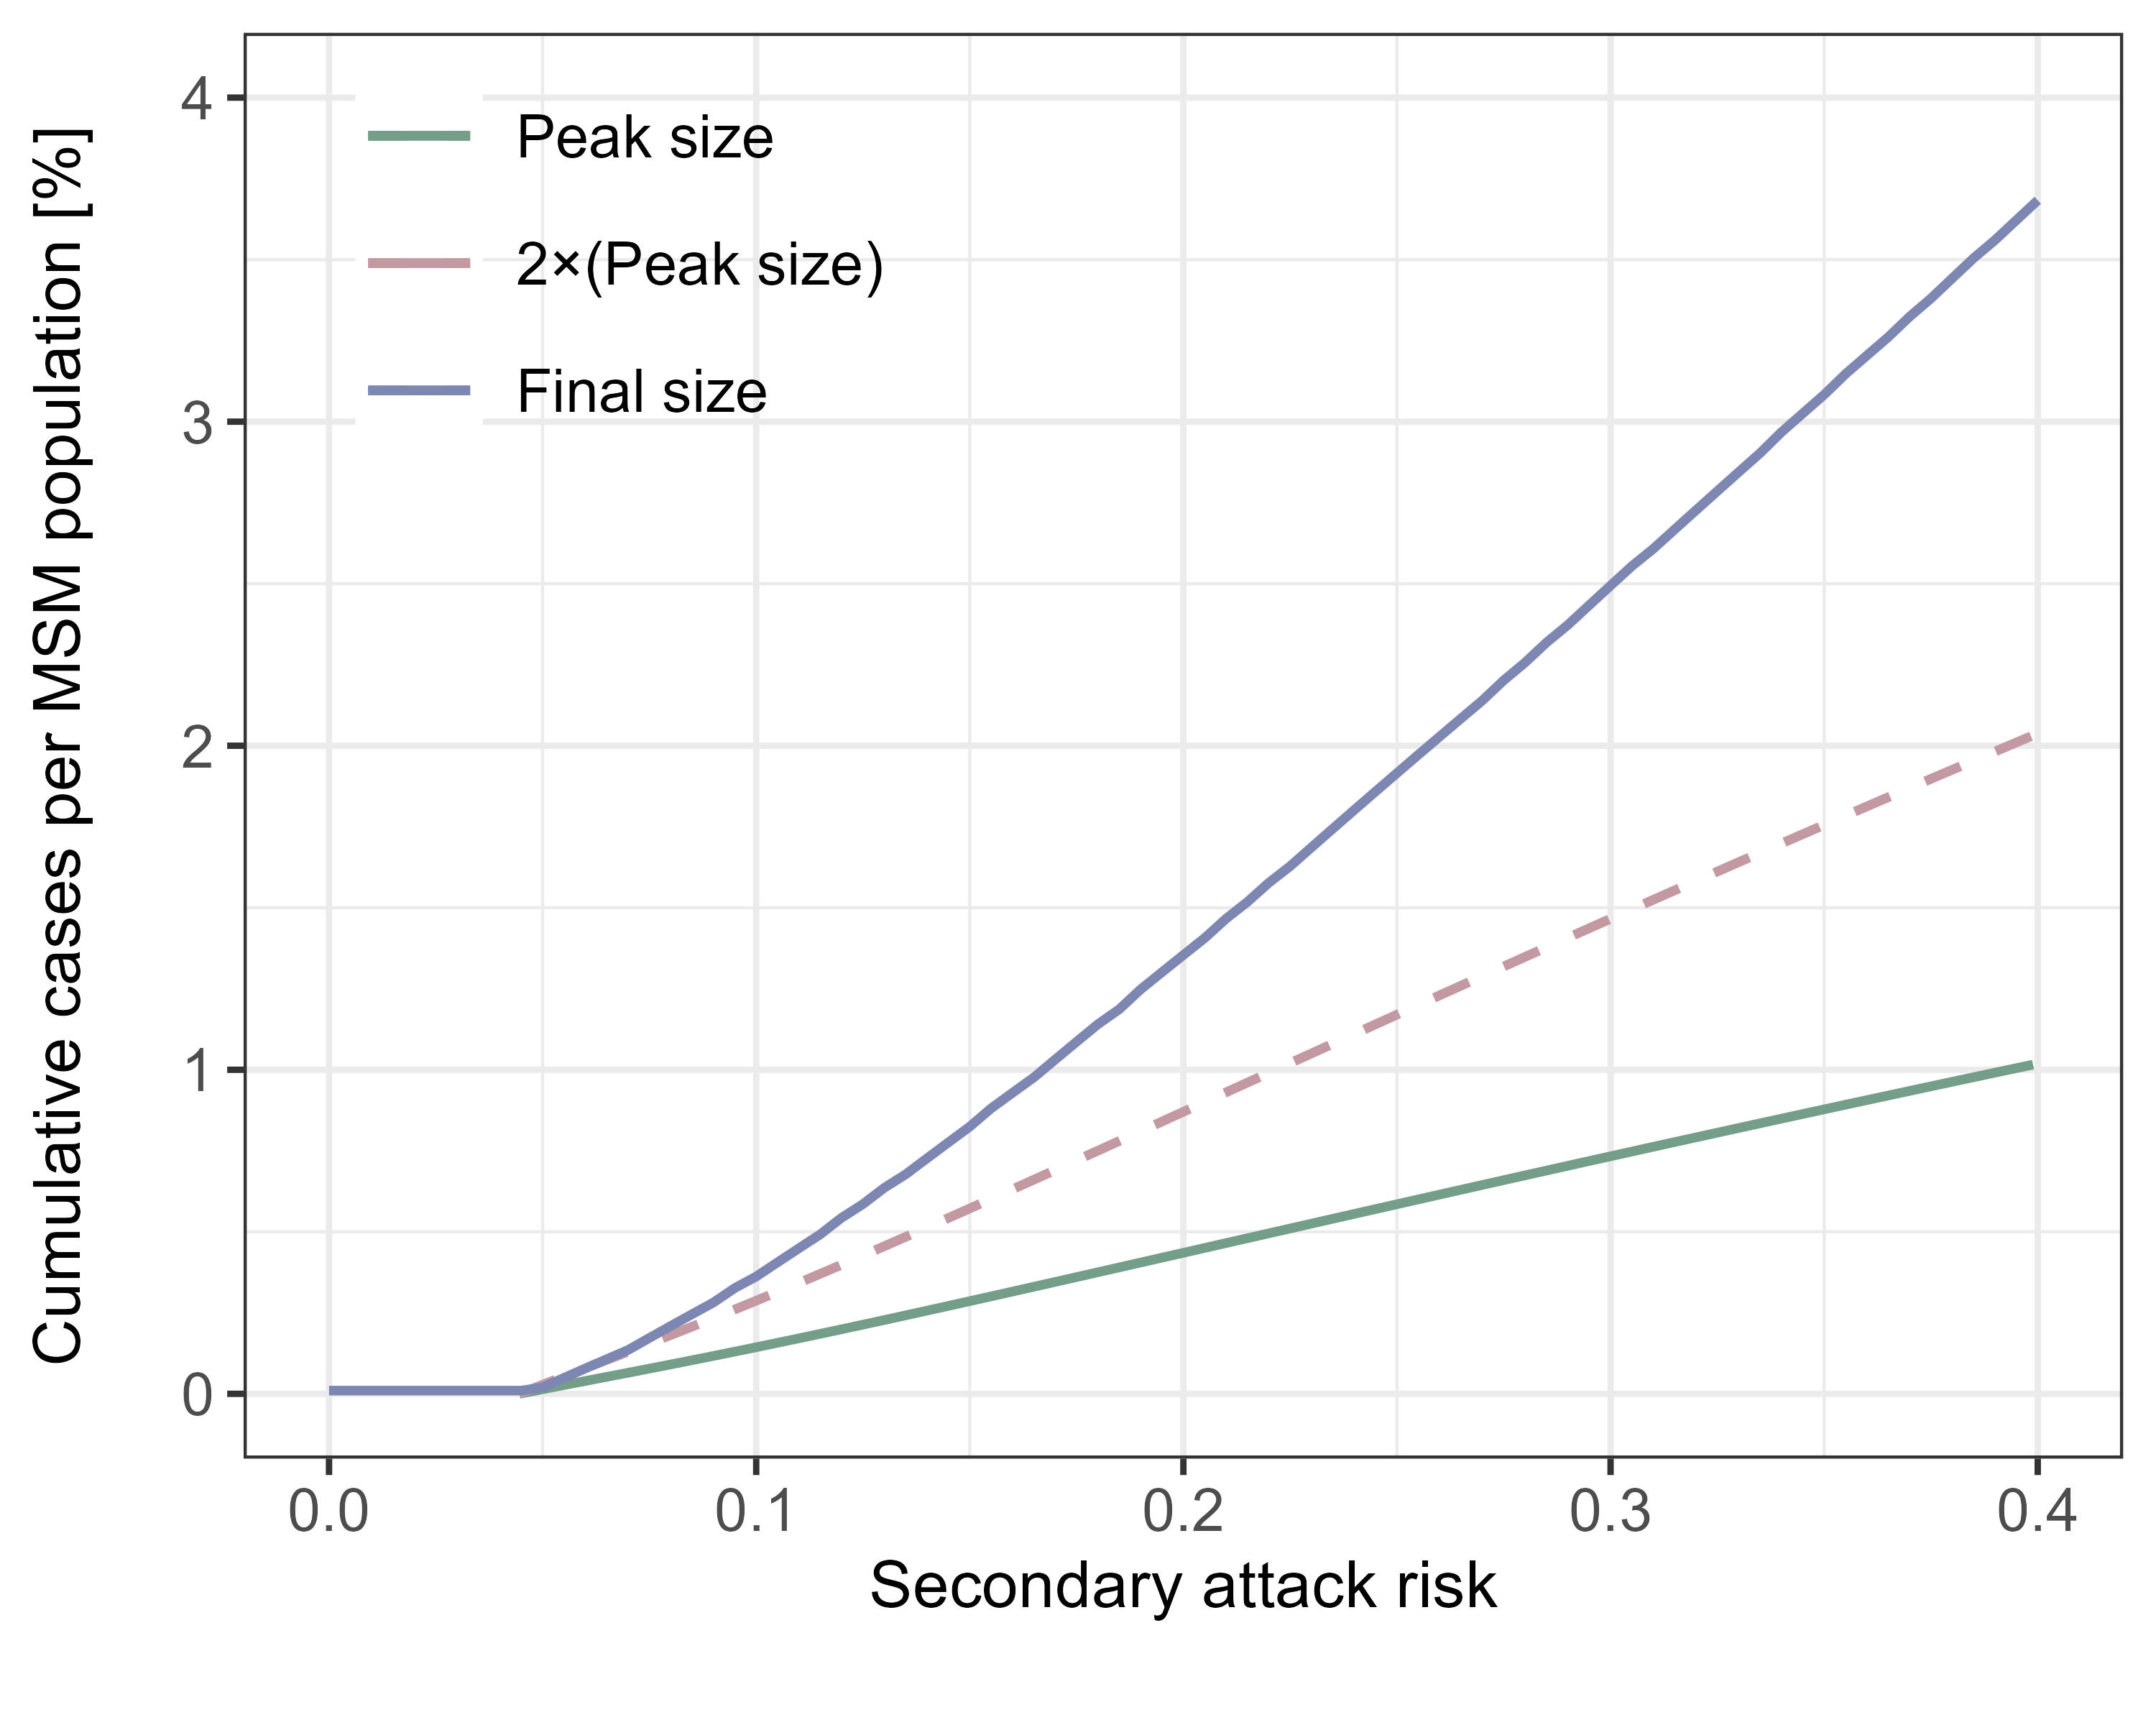 Cumulative cases per MSM population [%]
4
3
2
1
0
Peak size
2×(Peak size)
Final size
0.0 0.1 0.2 0.3 0.4
Secondary attack risk